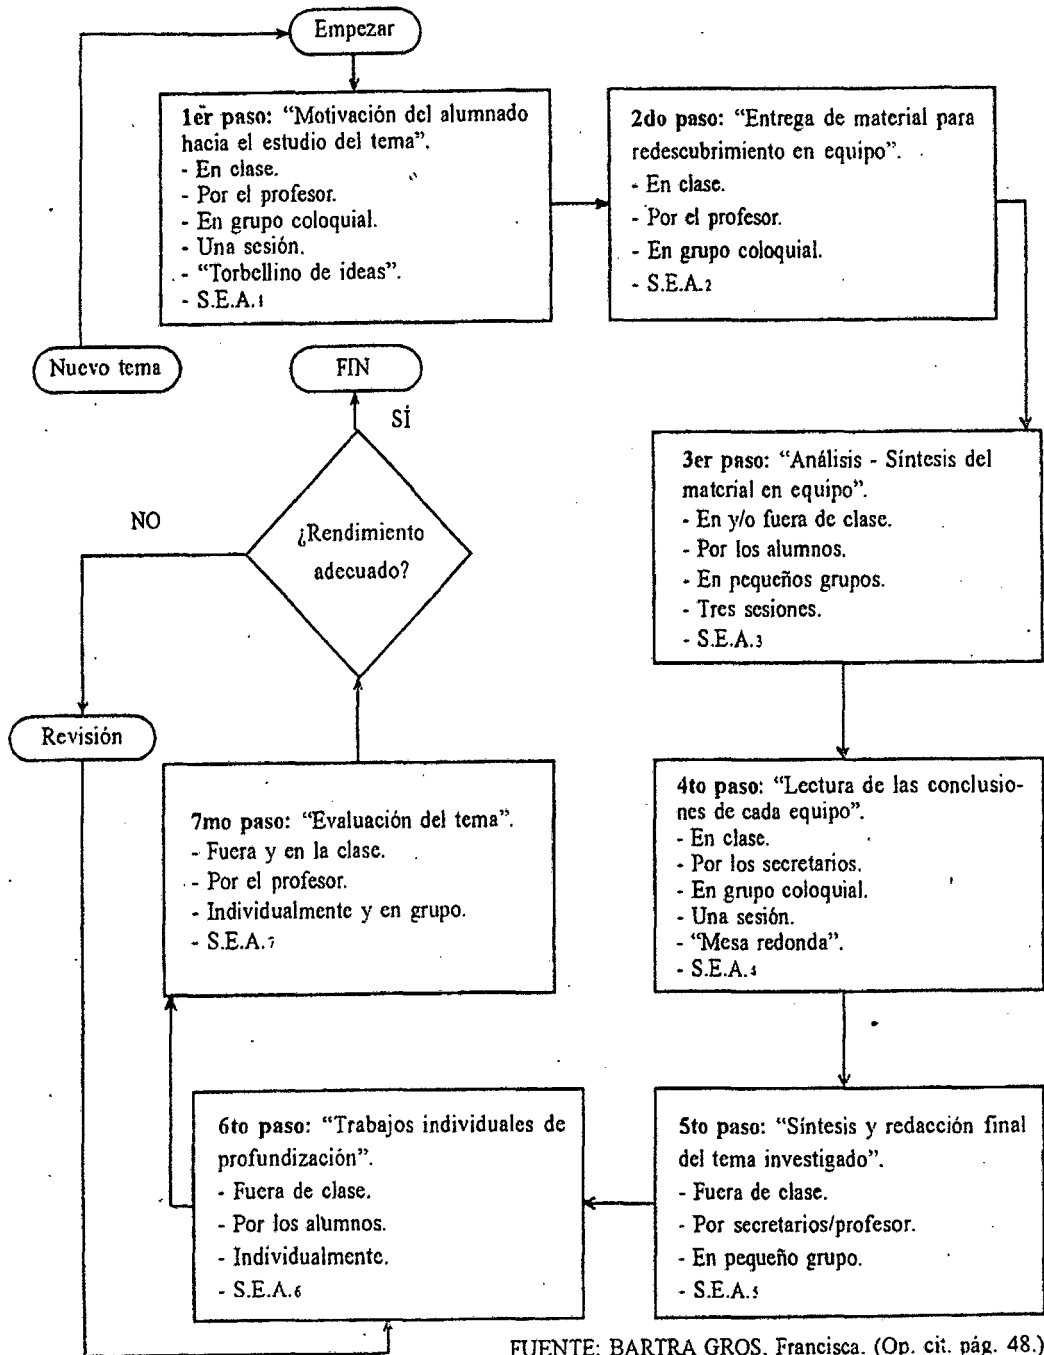 Empezar
1er paso: “Motivación del alumnado
hacia el estudio del tema”.
- En clase.
- Por el profesor.
- En grupo coloquial.
- Una sesión.
- “Torbellino de ideas”.
- S.E.A.1
2do paso: “Entrega de material para
redescubrimiento en equipo”.
- En clase.
- Por el profesor.
- En grupo coloquial.
- S.E.A.2
Nuevo tema
FIN
SÍ
NO
¿Rendimiento
adecuado?
3er paso: “Análisis - Síntesis del
material en equipo”.
- En y/o fuera de clase.
- Por los alumnos.
- En pequeños grupos.
- Tres sesiones.
- S.E.A.3
Revisión
4to paso: “Lectura de las conclusio-
nes de cada equipo”.
- En clase.
- Por los secretarios.
- En grupo coloquial.
- Una sesión.
- “Mesa redonda”.
- S.E.A.4
7mo paso: “Evaluación del tema”.
- Fuera y en la clase.
- Por el profesor.
- Individualmente y en grupo.
- S.E.A.7
6to paso: “Trabajos individuales de
profundización”.
- Fuera de clase.
- Por los alumnos.
- Individualmente.
- S.E.A.6
5to paso: “Síntesis y redacción final
del tema investigado”.
- Fuera de clase.
- Por secretarios/profesor.
- En pequeño grupo.
- S.E.A.5
FUENTE: BARTRA GROS, Francisca. (Op. cit. pág. 48.)